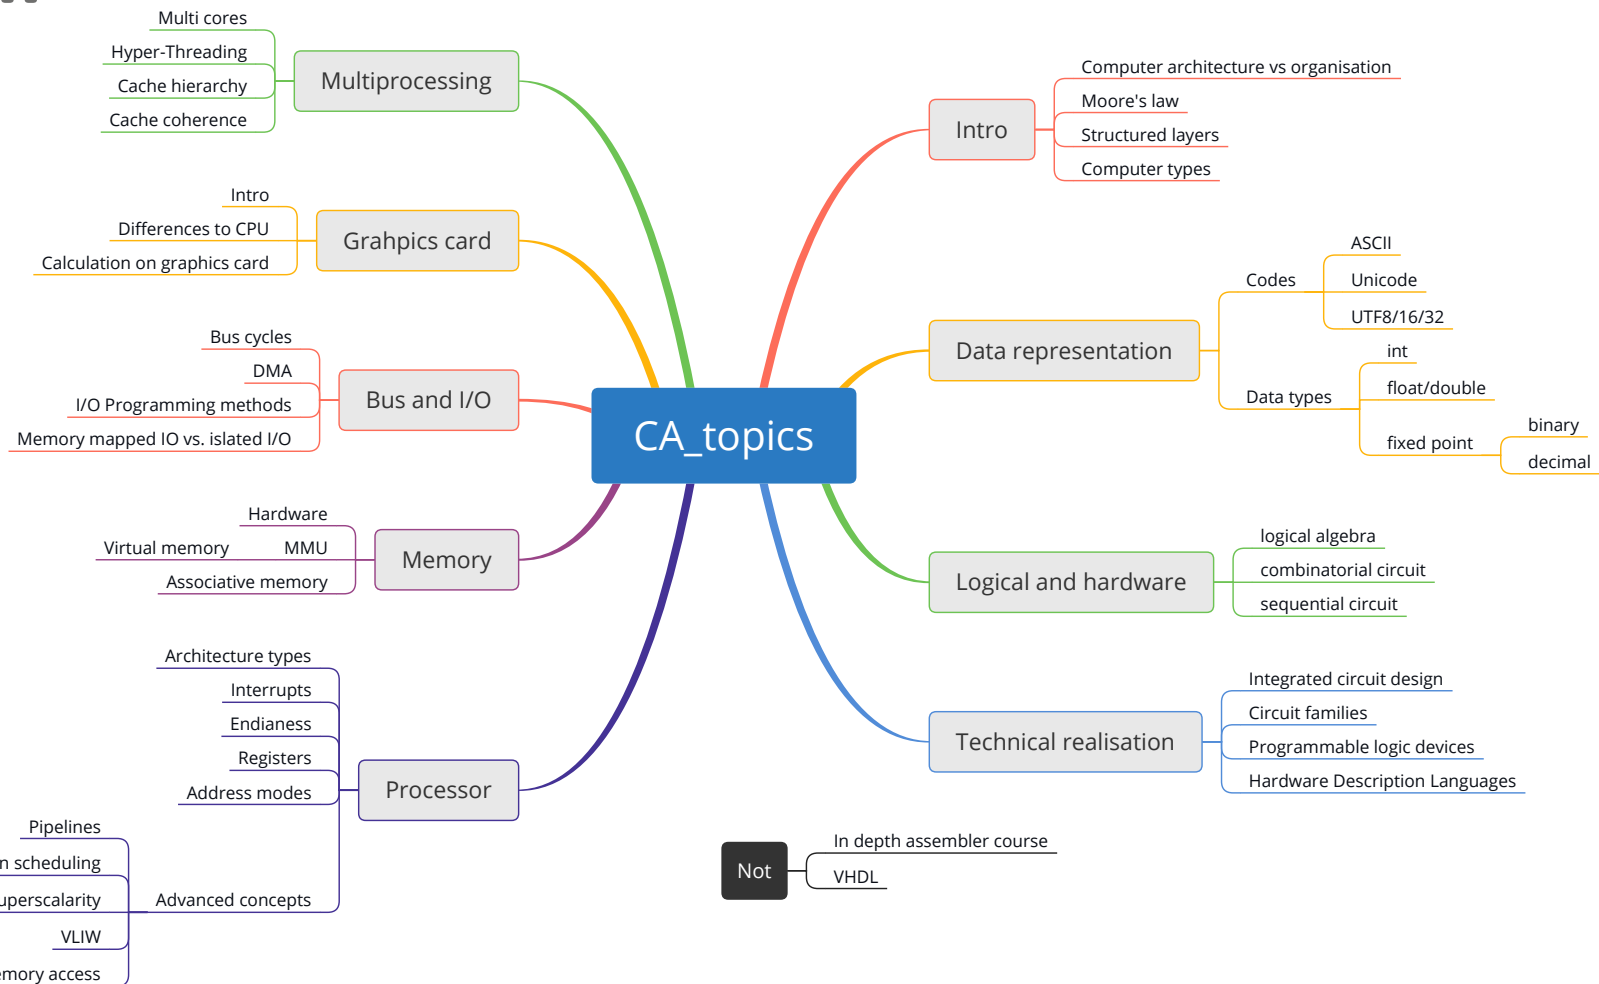 CA_topics
Intro
Computer architecture vs organisation
Moore's law
Structured layers
Computer types
Data representation
Codes
ASCII
Unicode
UTF8/16/32
Data types
int
float/double
fixed point
binary
decimal
Logical and hardware
logical algebra
combinatorial circuit
sequential circuit
Technical realisation
Integrated circuit design
Circuit families
Programmable logic devices
Hardware Description Languages
Multiprocessing
Multi cores
Hyper-Threading
Cache hierarchy
Cache coherence
Grahpics card
Intro
Differences to CPU
Calculation on graphics card
Bus and I/O
Bus cycles
DMA
I/O Programming methods
Memory mapped IO vs. islated I/O
Memory
Hardware
MMU
Virtual memory
Associative memory
Processor
Architecture types
Interrupts
Endianess
Registers
Address modes
Advanced concepts
Pipelines
scheduling
VLIW
access
Not
In depth assembler course
VHDL